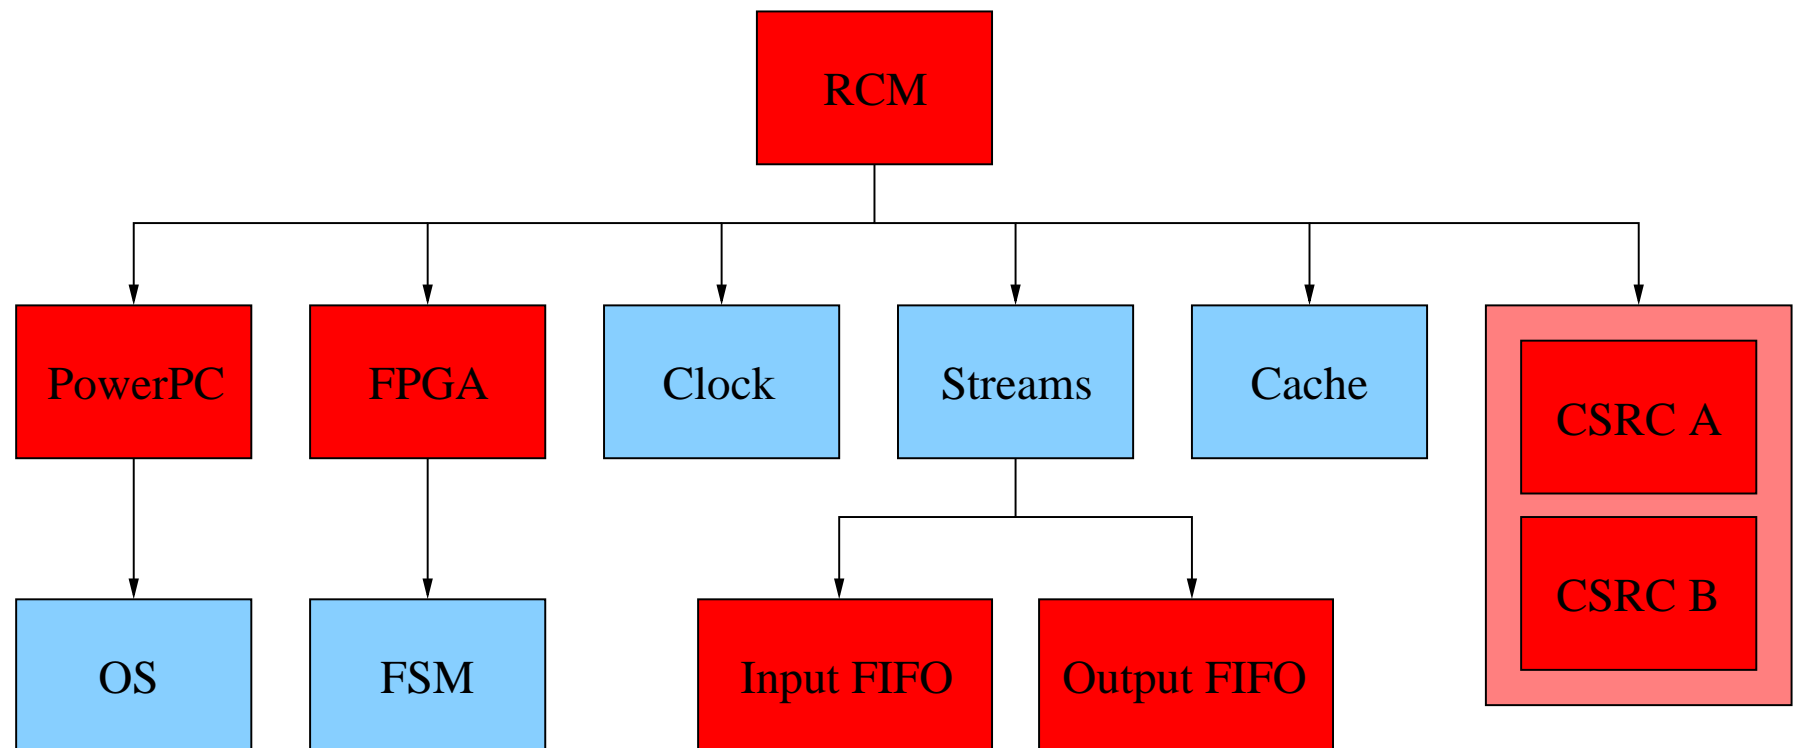 RCM
PowerPC
FPGA
Clock
Streams
Cache
CSRC A
CSRC B
OS
FSM
Input FIFO
Output FIFO